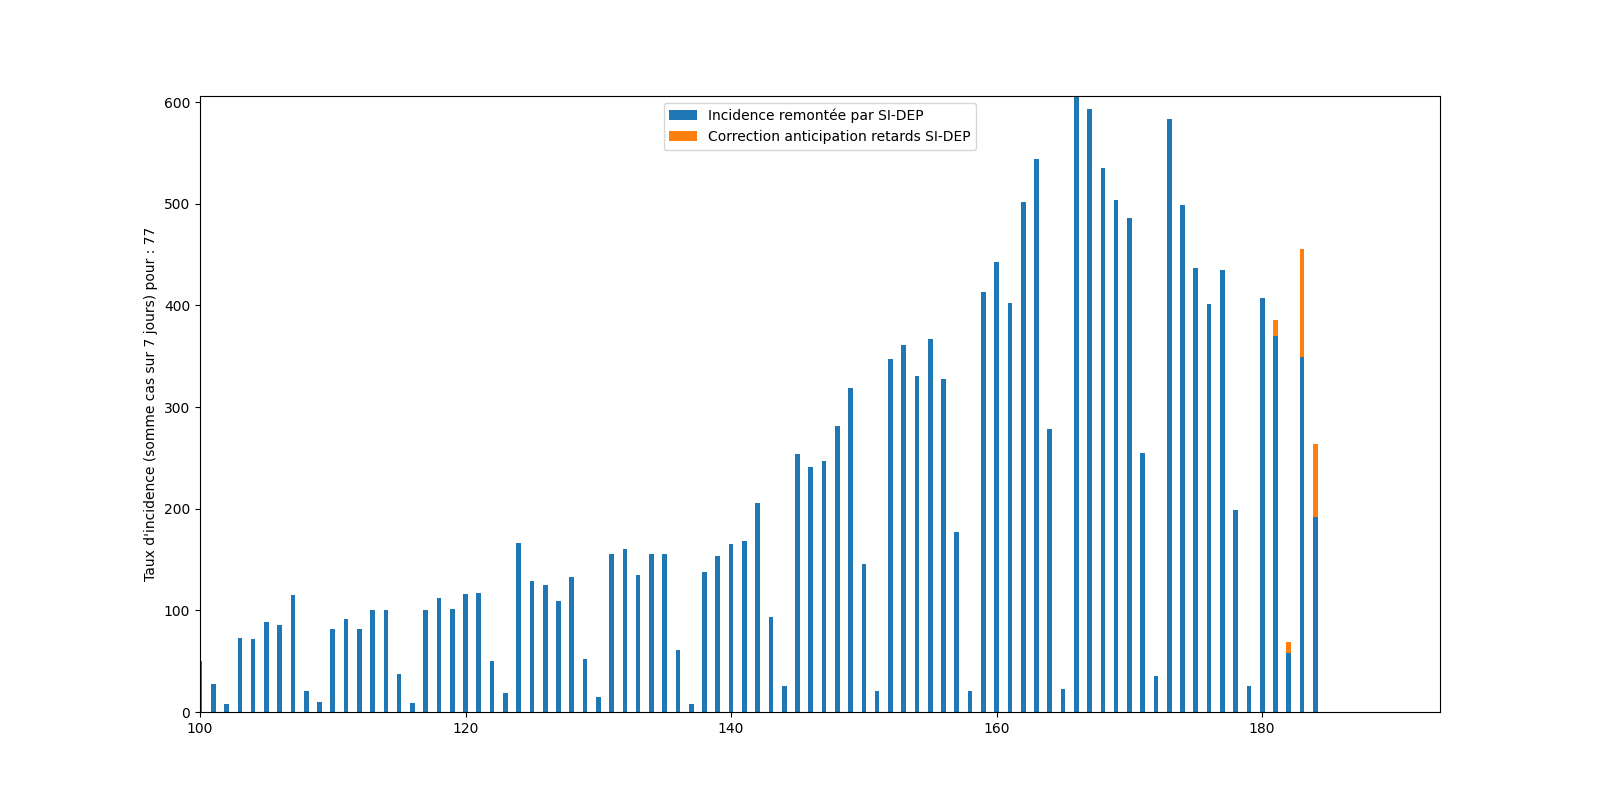 Incidence remontée par SI-DEP
Correction anticipation retards SI-DEP
Taux d'incidence (somme cas sur 7 jours) pour : 77
600
500
400
300
200
100
0
100 120 140 160 180